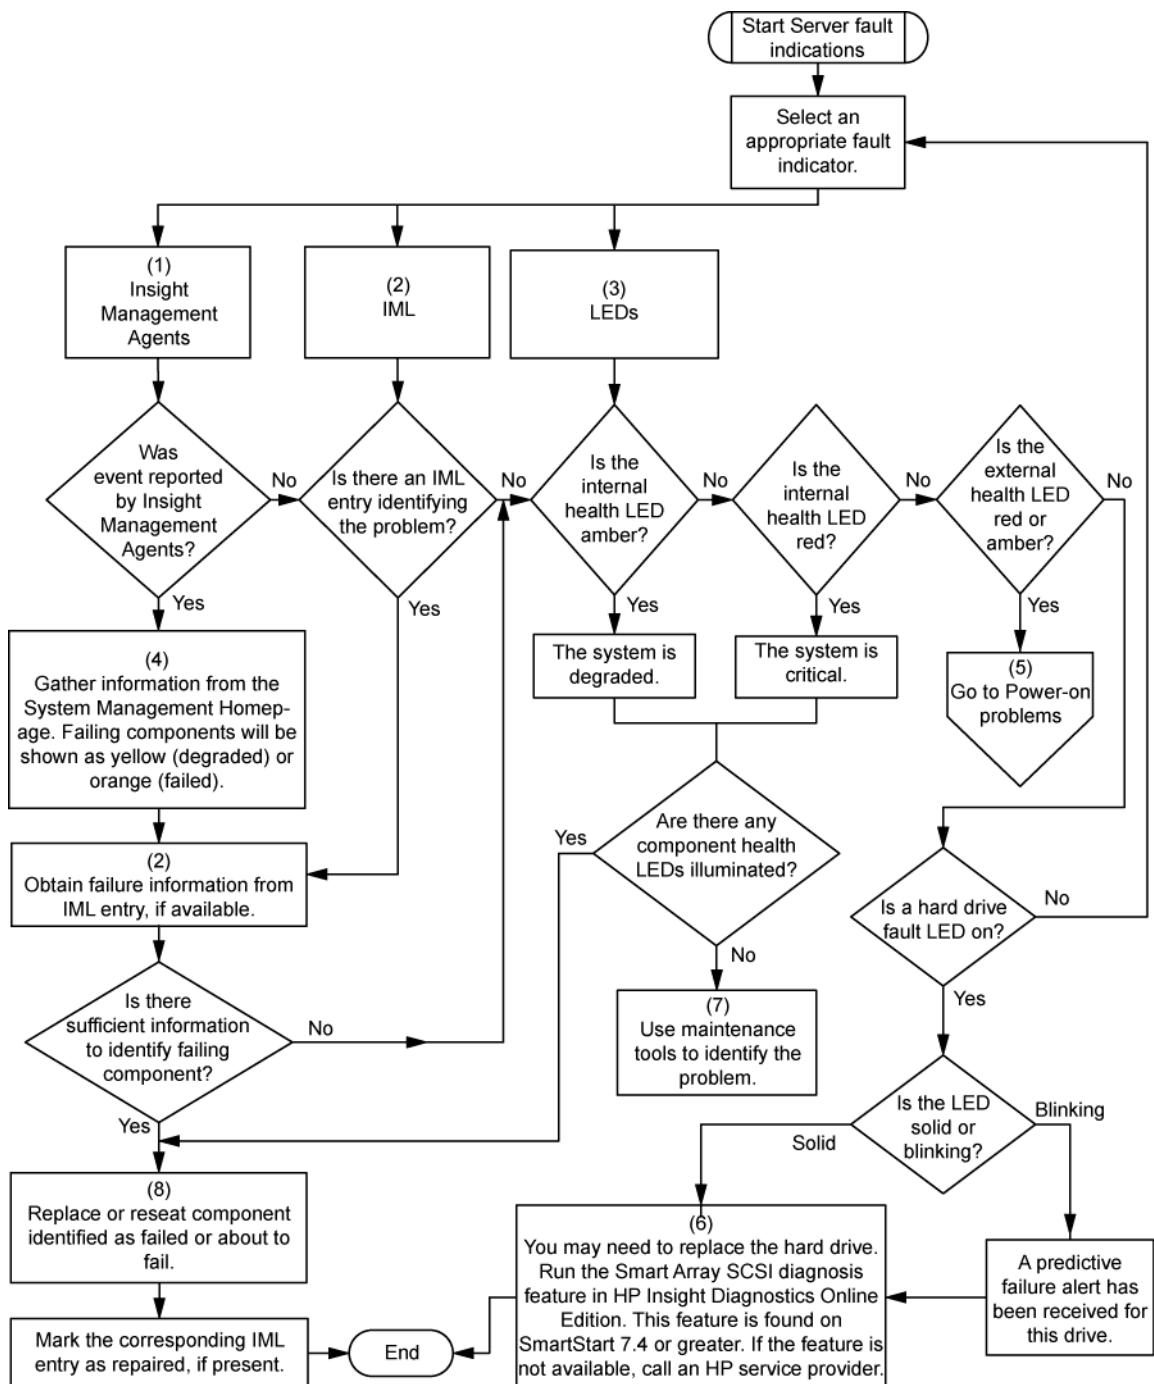 Start Server fault
indications
Select an
appropriate fault
indicator.
(1)
Insight
Management
Agents
(2)
IML
(3)
LEDs
Was
event reported
by Insight
Management
Agents?
No
Yes
Is there an IML
entry identifying
the problem?
No
Yes
Is the
internal
health LED
amber?
No
Yes
Is the
internal
health LED
red?
No
Yes
Is the
external
health LED
red or
amber?
No
Yes
(4)
Gather information from the
System Management Homep-
age. Failing components will be
shown as yellow (degraded) or
orange (failed).
The system is
degraded.
The system is
critical.
(5)
Go to Power-on
problems
(2)
Obtain failure information from
IML entry, if available.
Yes
Are there any
component health
LEDs illuminated?
No
Is a hard drive
fault LED on?
No
Yes
Is there
sufficient information
to identify failing
component?
No
Yes
(7)
Use maintenance
tools to identify the
problem.
Is the LED
solid or
blinking?
Solid
Blinking
(8)
Replace or reseat component
identified as failed or about to
fail.
(6)
You may need to replace the hard drive.
Run the Smart Array SCSI diagnosis
feature in HP Insight Diagnostics Online
Edition. This feature is found on
SmartStart 7.4 or greater. If the feature is
not available, call an HP service provider.
A predictive
failure alert has
been received for
this drive.
Mark the corresponding IML
entry as repaired, if present.
End